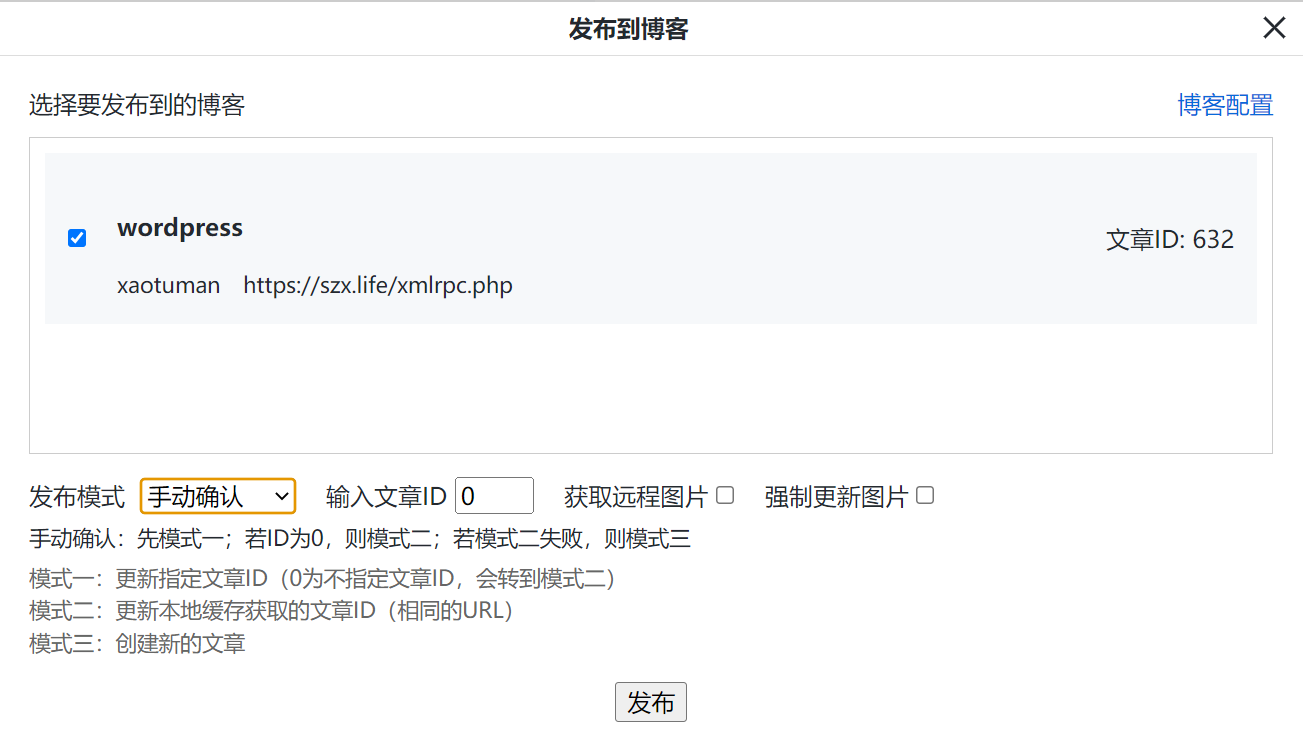 发布到博客
选择要发布到的博客 博客配置
wordpress
文章ID: 632
xaotuman https://szx.life/xmlrpc.php
发布模式 手动确认 输入文章ID 0 获取远程图片 强制更新图片
手动确认：先模式一；若ID为0，则模式二；若模式二失败，则模式三
模式一：更新指定文章ID（0为不指定文章ID，会转到模式二）
模式二：更新本地缓存获取的文章ID（相同的URL）
模式三：创建新的文章
发布